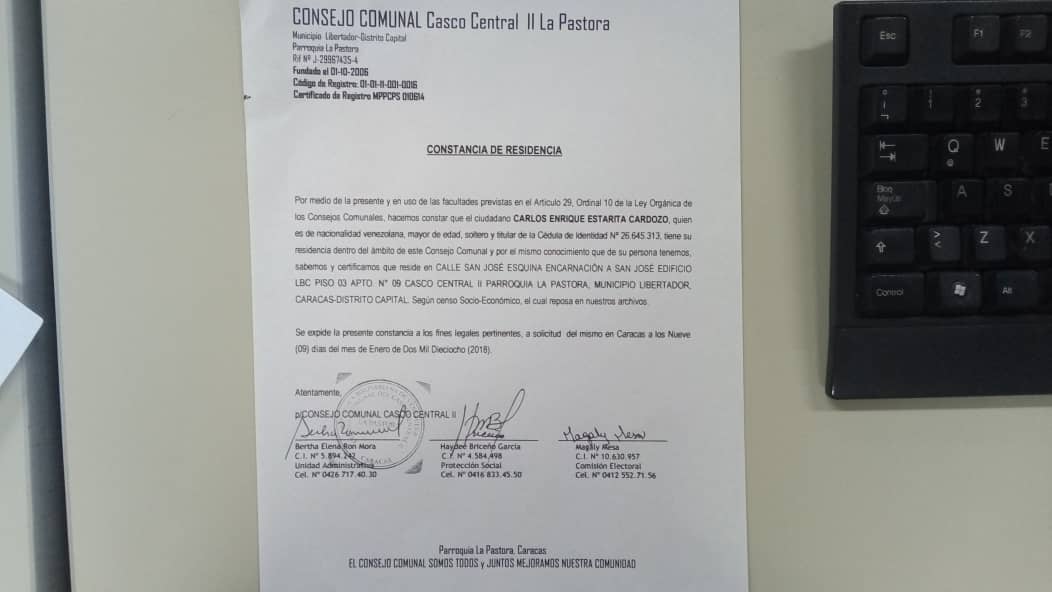 CONSEJO COMUNAL Casco Central II La Pastora
Municipio Libertador-Distrito Capital
Parroquia La Pastora
Rif Nº J-29967435-4
Fundado el 01-10-2006
Código de Registro: 01-01-11-001-0016
Certificado de Registro MPPCPS 010614
CONSTANCIA DE RESIDENCIA
Por medio de la presente y en uso de las facultades previstas en el Articulo 29, Ordinal 10 de la Ley Orgánica de
los Consejos Comunales, hacemos constar que el ciudadano CARLOS ENRIQUE ESTARITA CARDOZO, quien
es de nacionalidad venezolana, mayor de edad, soltero y titular de la Cédula de Identidad N° 26.645.313, tiene su
residencia dentro del ámbito de este Consejo Comunal y por el mismo conocimiento que de su persona tenemos,
sabemos y certificamos que reside en CALLE SAN JOSÉ ESQUINA ENCARNACIÓN A SAN JOSÉ EDIFICIO
LBC PISO 03 APTO. N° 09 CASCO CENTRAL II PARROQUIA LA PASTORA, MUNICIPIO LIBERTADOR,
CARACAS-DISTRITO CAPITAL. Según censo Socio-Económico, el cual reposa en nuestros archivos.
Se expide la presente constancia a los fines legales pertinentes, a solicitud del mismo en Caracas a los Nueve
(09) días del mes de Enero de Dos Mil Dieciocho (2018).
Atentamente,
p/CONSEJO COMUNAL CASCO CENTRAL II
Magaly Mesa
Bertha Elena Ron Mora
C.I. N° 5.894.242
Unidad Administrativa
Cel. N° 0426 717.40.30
Haydee Briceño García
C.I. N° 4.584.498
Protección Social
Cel. N° 0416 833.45.50
Magaly Mesa
C.I. N° 10.630.957
Comisión Electoral
Cel. N° 0412 552.71.56
CARACAS
Parroquia La Pastora, Caracas
EL CONSEJO COMUNAL SOMOS TODOS y JUNTOS MEJORAMOS NUESTRA COMUNIDAD
Esc F1 F2
1 2 3
Q W E
@
Bloq Mayús A S
> < Z X
Control Alt